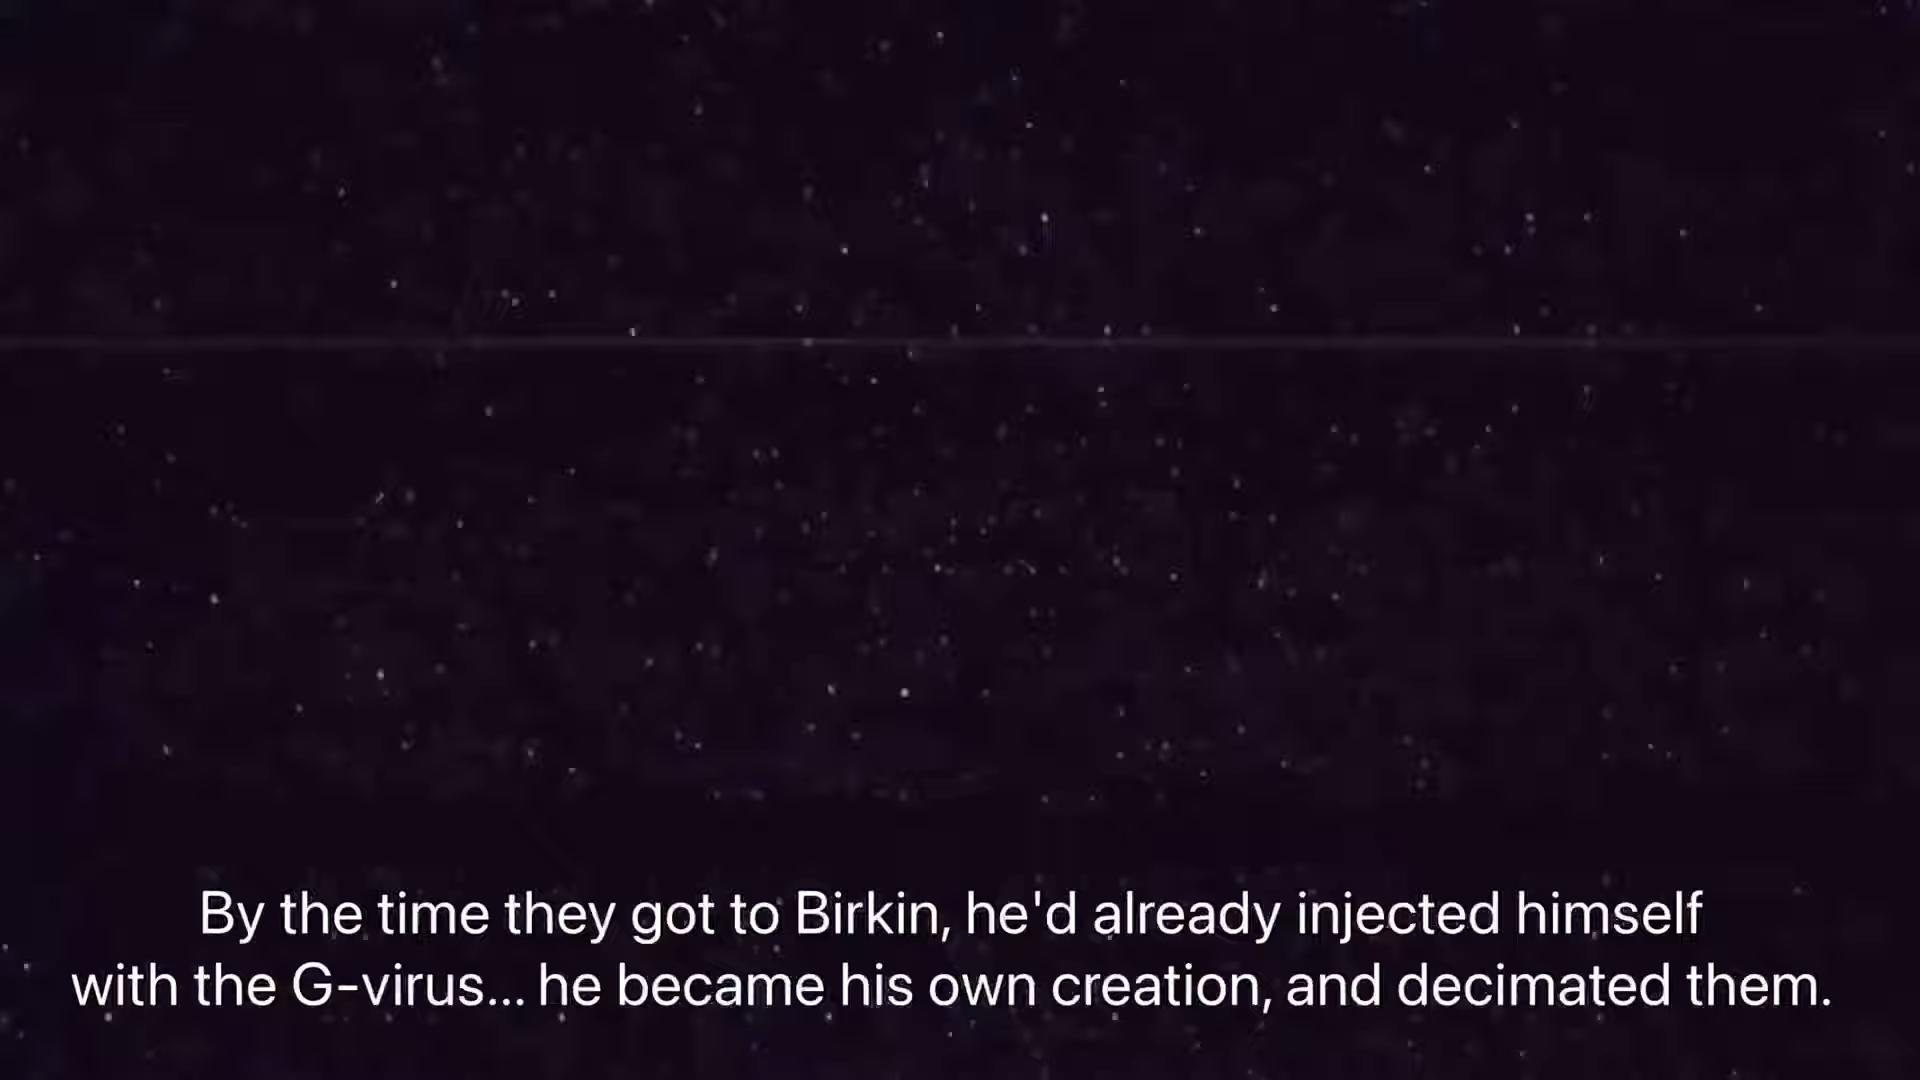 By the time they got to Birkin, he'd already injected himself
with the G-virus... he became his own creation, and decimated them.